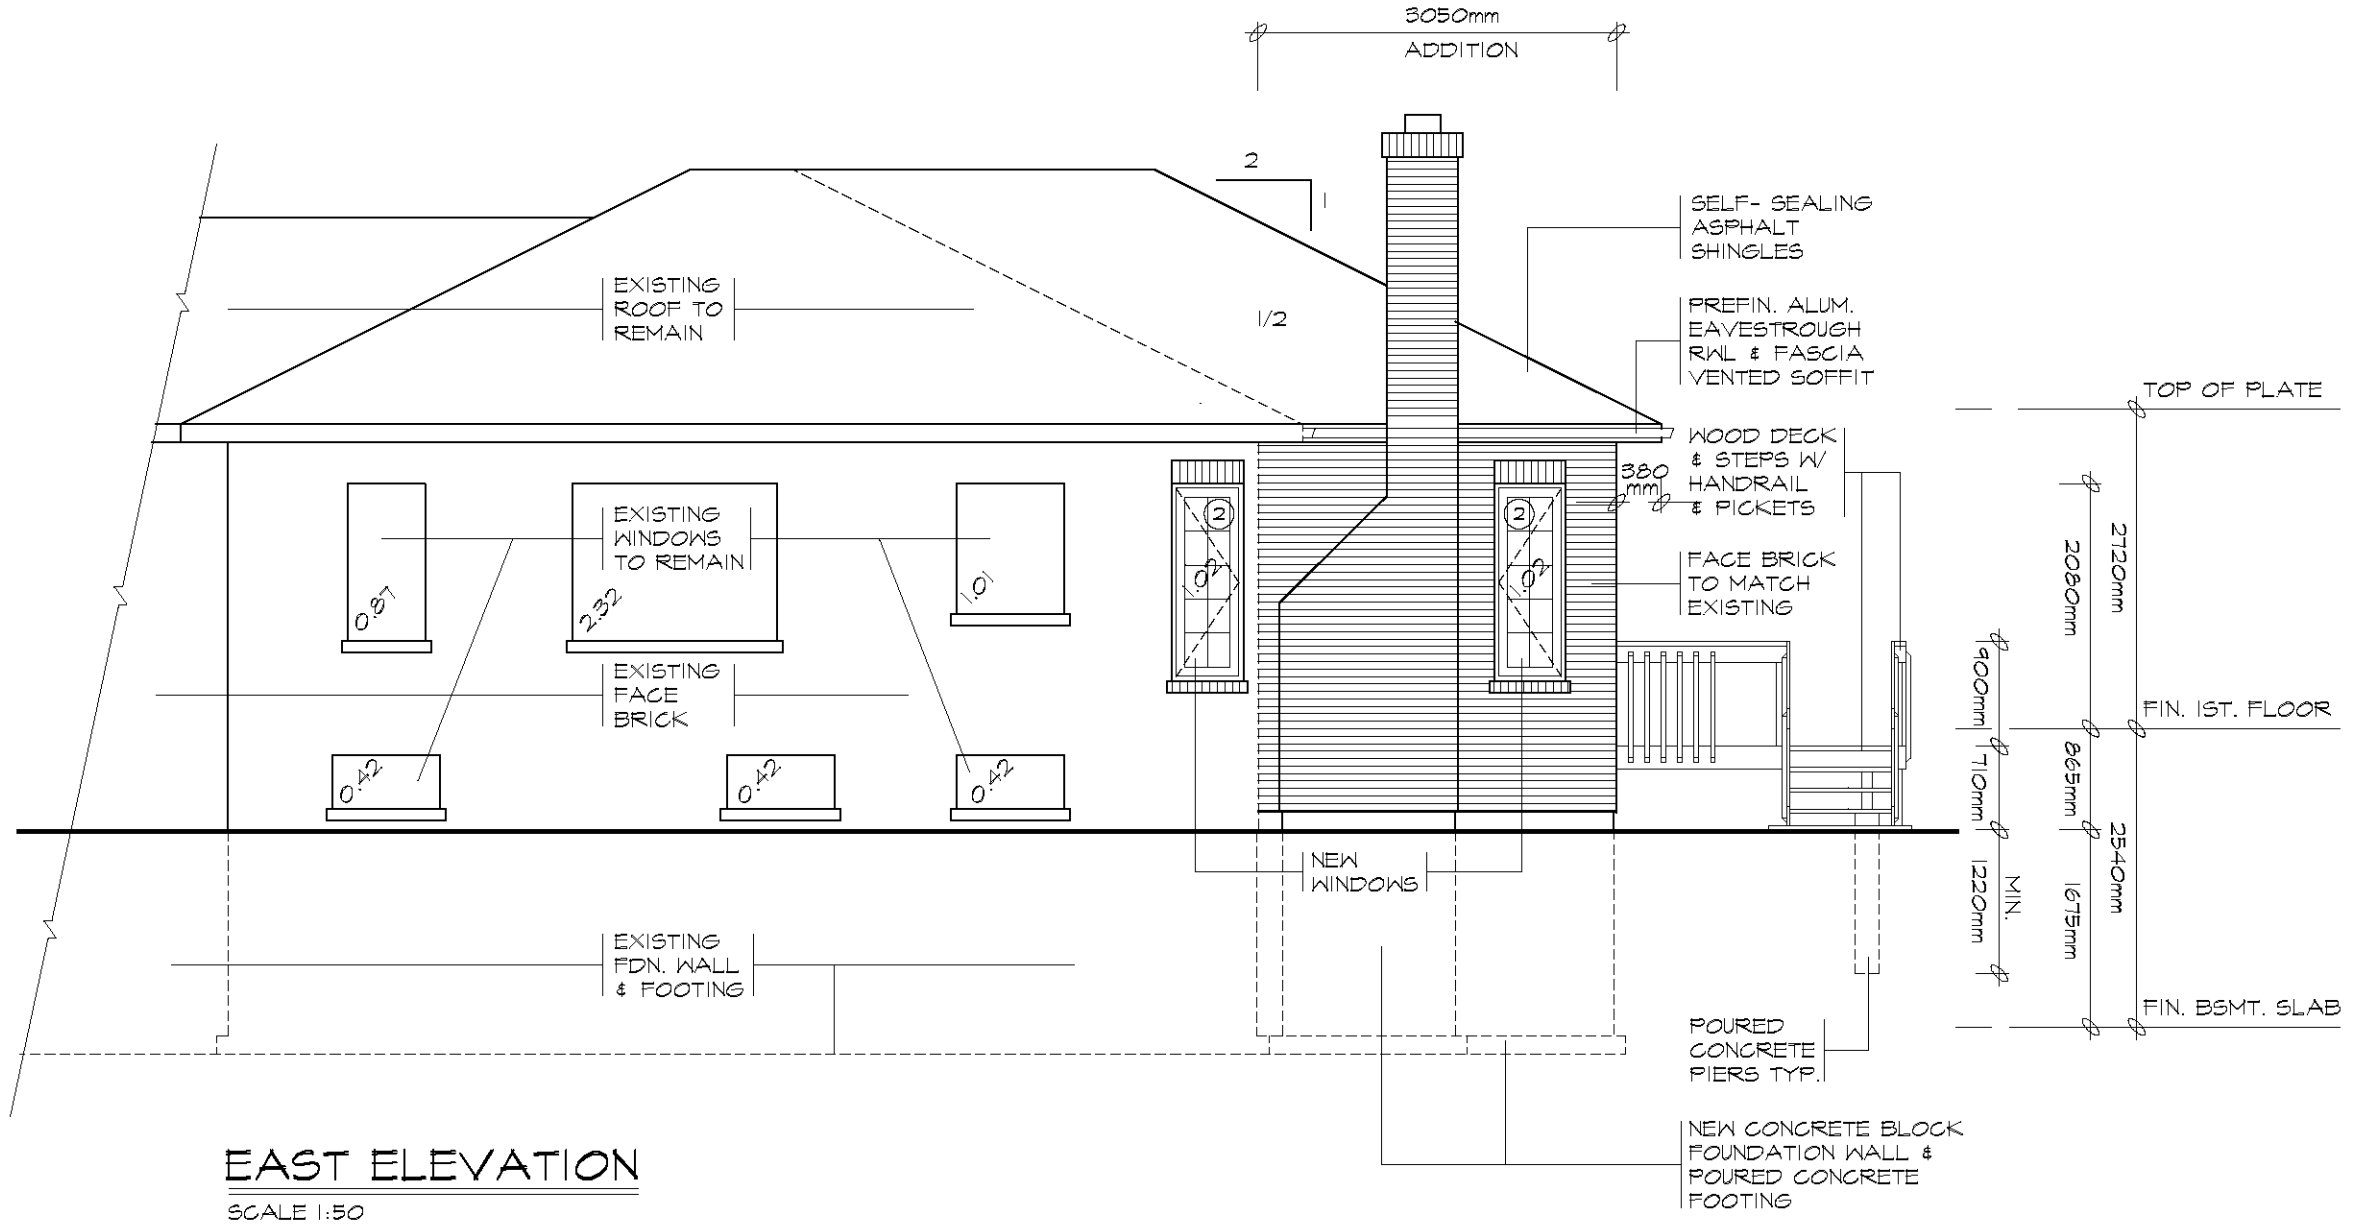 3050mm
ADDITION
2
1
SELF- SEALING
ASPHALT
SHINGLES
EXISTING
ROOF TO
REMAIN
1/2
PREFIN. ALUM.
EAVESTROUGH
RWL & FASCIA
VENTED SOFFIT
TOP OF PLATE
WOOD DECK
& STEPS W/
HANDRAIL
& PICKETS
380
mm
EXISTING
WINDOWS
TO REMAIN
2
2
0.87
2.32
1.01
1.02
1.02
FACE BRICK
TO MATCH
EXISTING
2720mm
2080mm
900mm
EXISTING
FACE
BRICK
FIN. 1ST. FLOOR
0.42
0.42
0.42
710mm
865mm
2540mm
NEW
WINDOWS
1220mm
MIN.
1675mm
EXISTING
FDN. WALL
& FOOTING
FIN. BSMT. SLAB
POURED
CONCRETE
PIERS TYP.
NEW CONCRETE BLOCK
FOUNDATION WALL &
POURED CONCRETE
FOOTING
EAST ELEVATION
SCALE 1:50